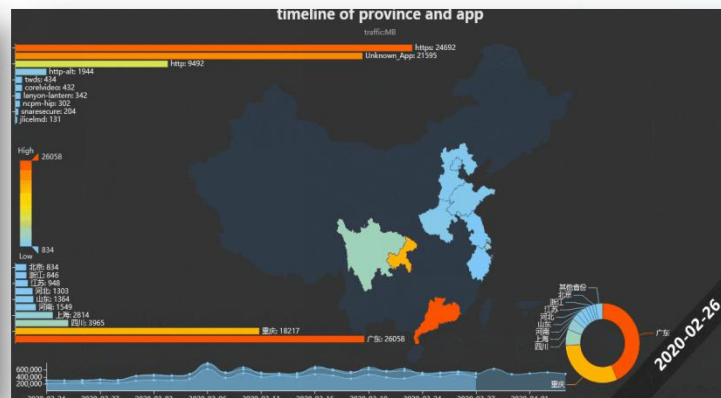 timeline of province and app
traffic:MB
https: 24692
Unknown_App: 21595
http: 9492
http-alt: 1944
twds: 434
corelvideo: 432
lanyon-lantern: 342
ncpm-hip: 302
snaresecure: 204
jlicelmd: 131
High
26058
834
Low
北京: 834
浙江: 846
江苏: 948
河北: 1303
山东: 1364
河南: 1549
上海: 2814
四川: 3965
重庆: 18217
广东: 26058
其他省份
北京
浙江
江苏
河北
山东
河南
上海
四川
重庆
广东
2020-02-26
600,000
400,000